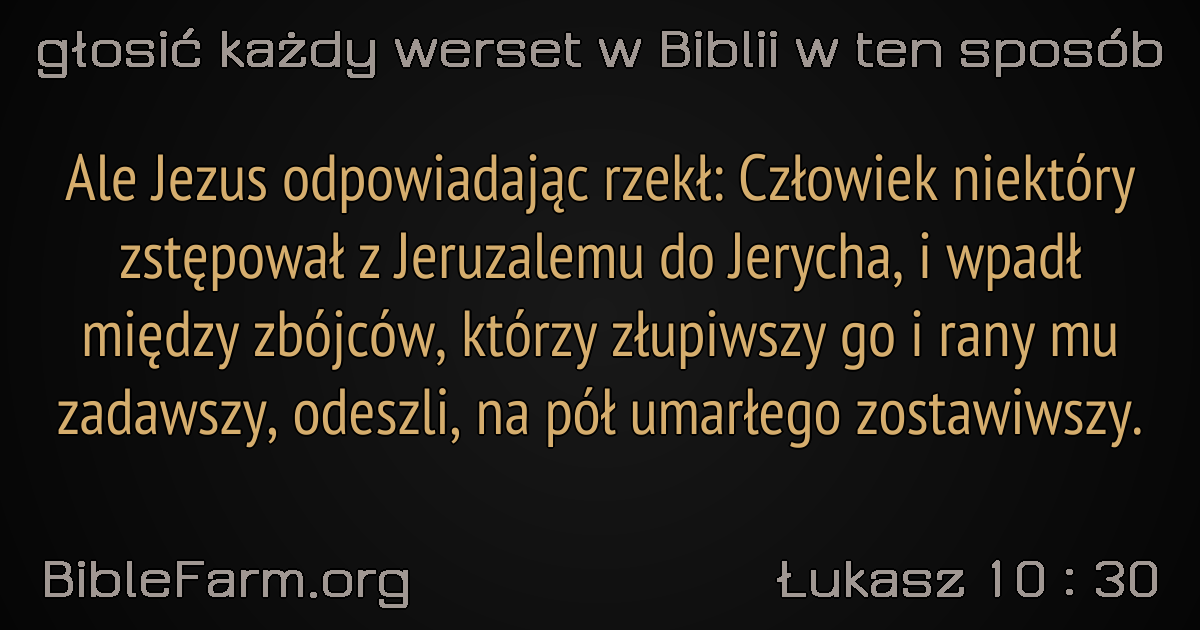 głosić każdy werset w Biblii w ten sposób
Ale Jezus odpowiadając rzekł: Człowiek niektóry
zstępował z Jeruzalemu do Jerycha, i wpadł
między zbójców, którzy złupiwszy go i rany mu
zadawszy, odeszli, na pół umarłego zostawiwszy.
BibleFarm.org
Łukasz 10 : 30